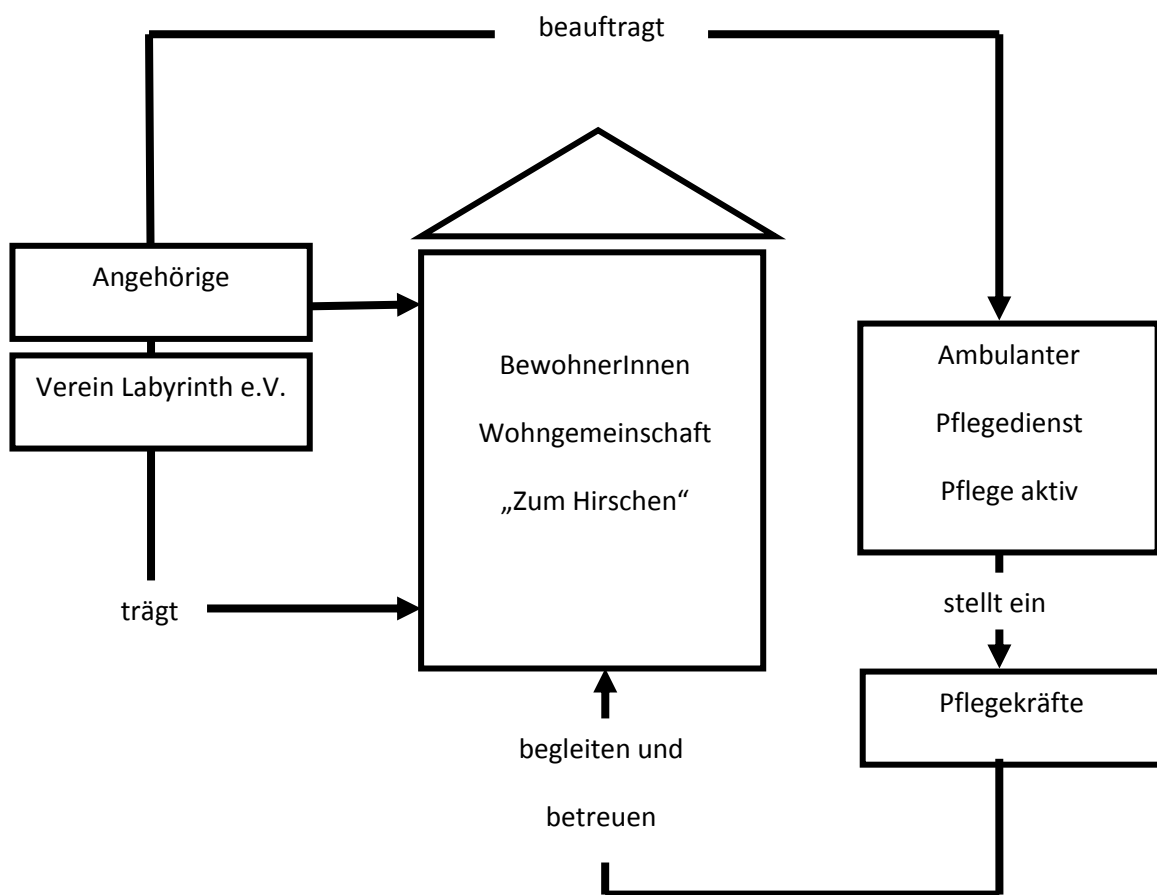 beauftragt
Angehörige
Verein Labyrinth e.V.
BewohnerInnen
Wohngemeinschaft
„Zum Hirschen“
Ambulanter
Pflegedienst
Pflege aktiv
trägt
stellt ein
Pflegekräfte
begleiten und
betreuen